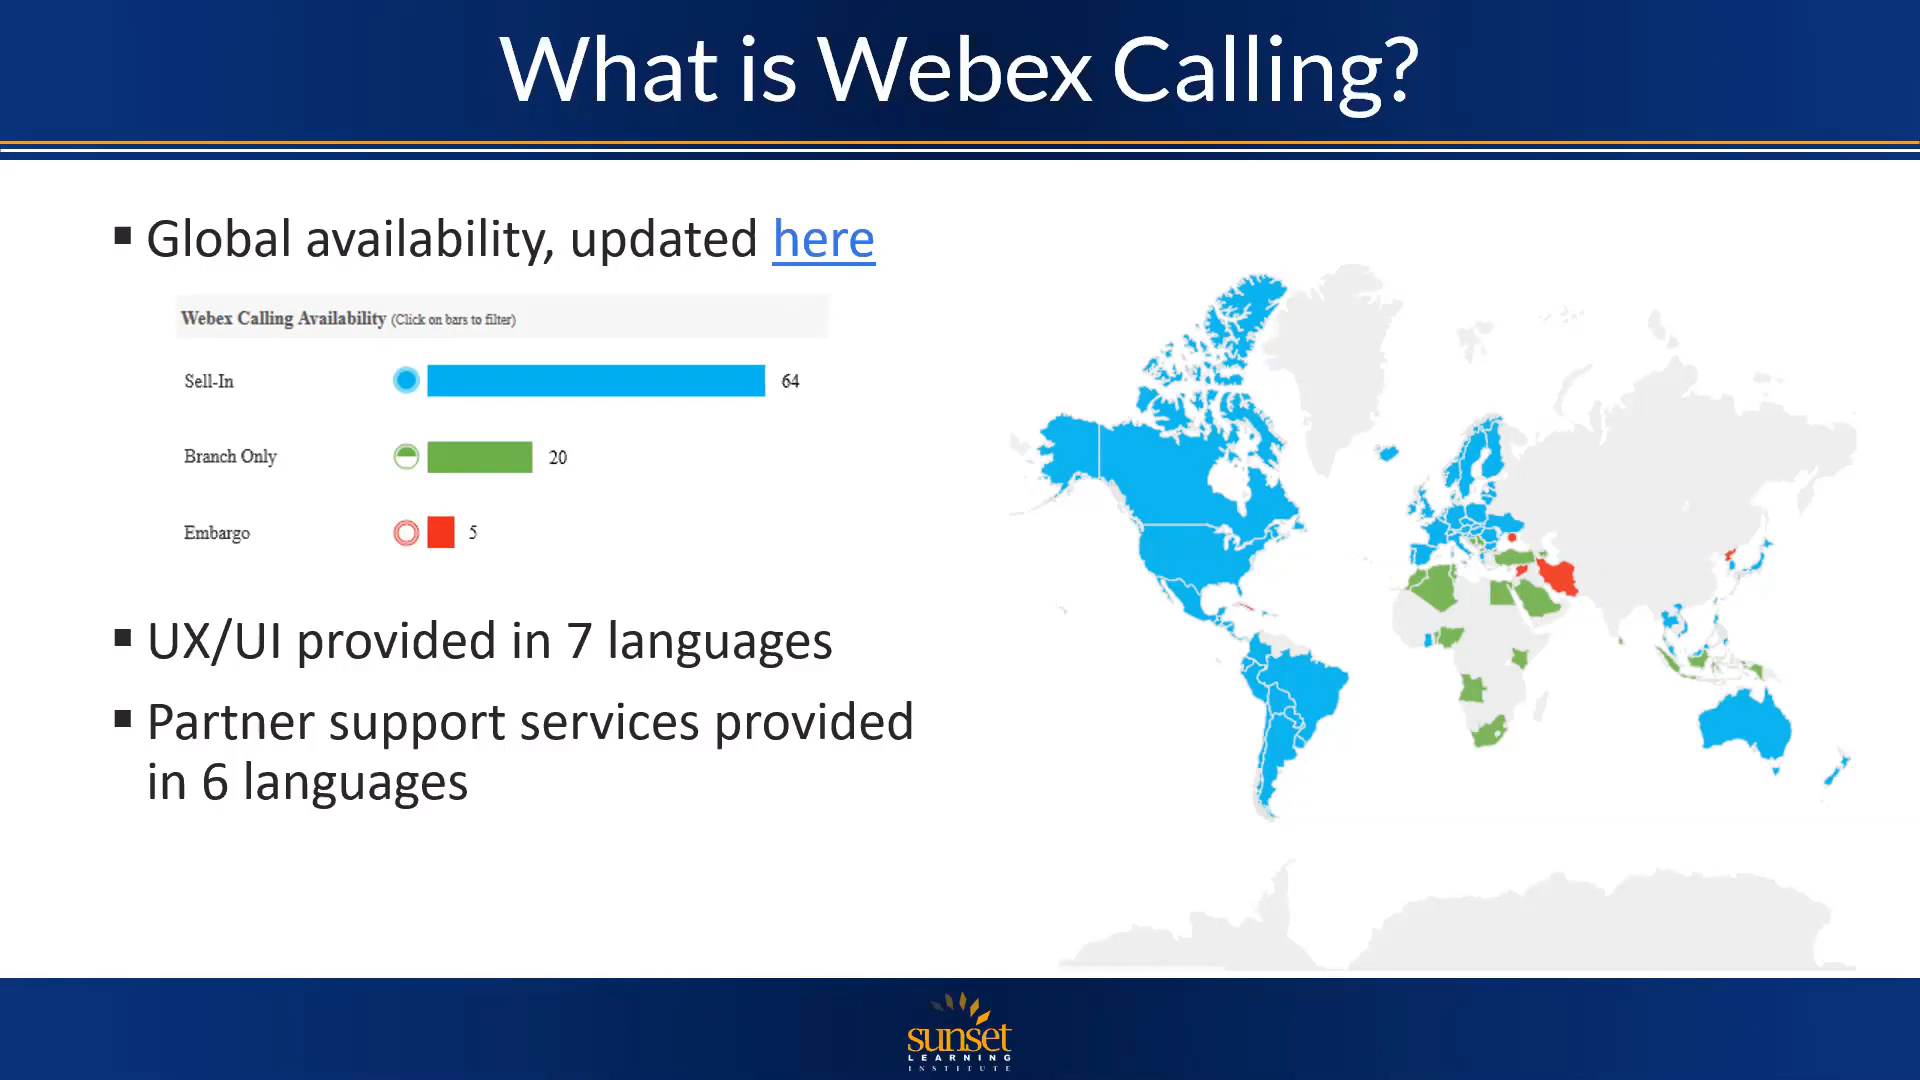 What is Webex Calling?
▪ Global availability, updated here
Webex Calling Availability (Click on bars to filter)
Sell-In 64
Branch Only 20
Embargo 5
▪ UX/UI provided in 7 languages
▪ Partner support services provided
in 6 languages
sunset
LEARNING
INSTITUTE